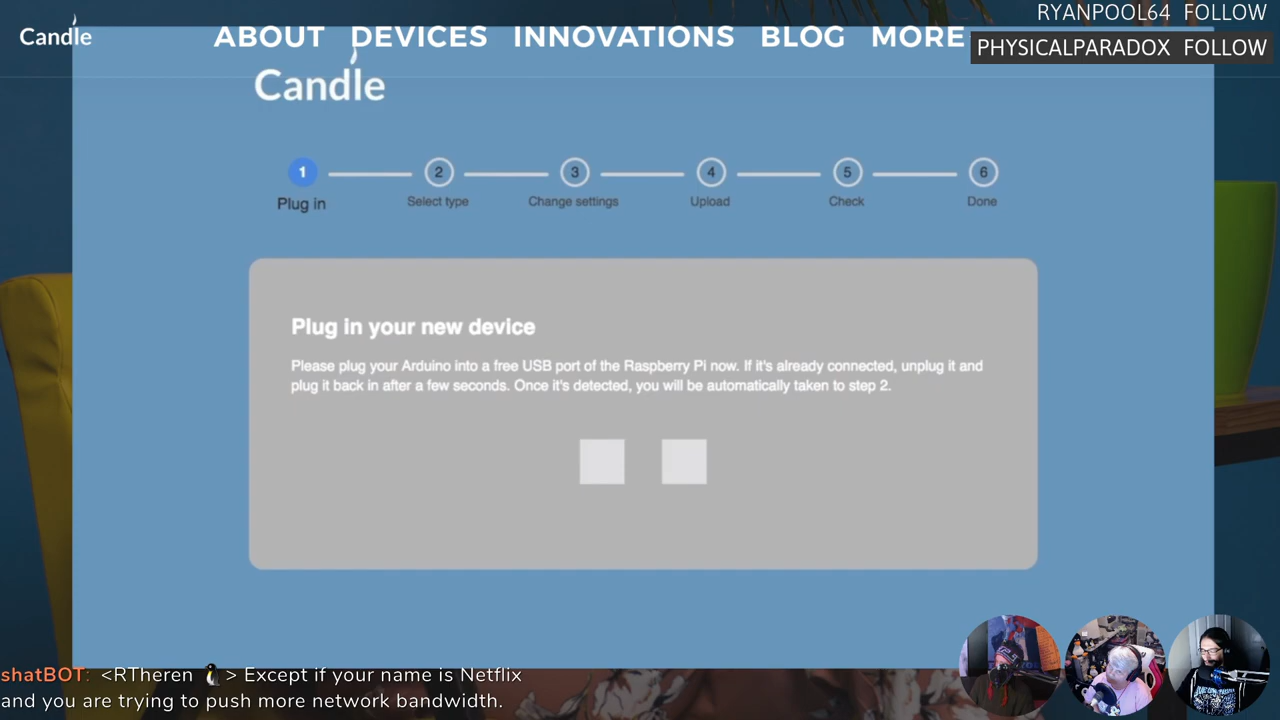 RYANPOOL64 FOLLOW
Candle ABOUT DEVICES INNOVATIONS BLOG MORE
PHYSICALPARADOX FOLLOW
Candle
1 2 3 4 5 6
Plug in Select type Change settings Upload Check Done
Plug in your new device
Please plug your Arduino into a free USB port of the Raspberry Pi now. If it's already connected, unplug it and
plug it back in after a few seconds. Once it's detected, you will be automatically taken to step 2.
shatBOT: <RTheren 🐧 > Except if your name is Netflix
and you are trying to push more network bandwidth.